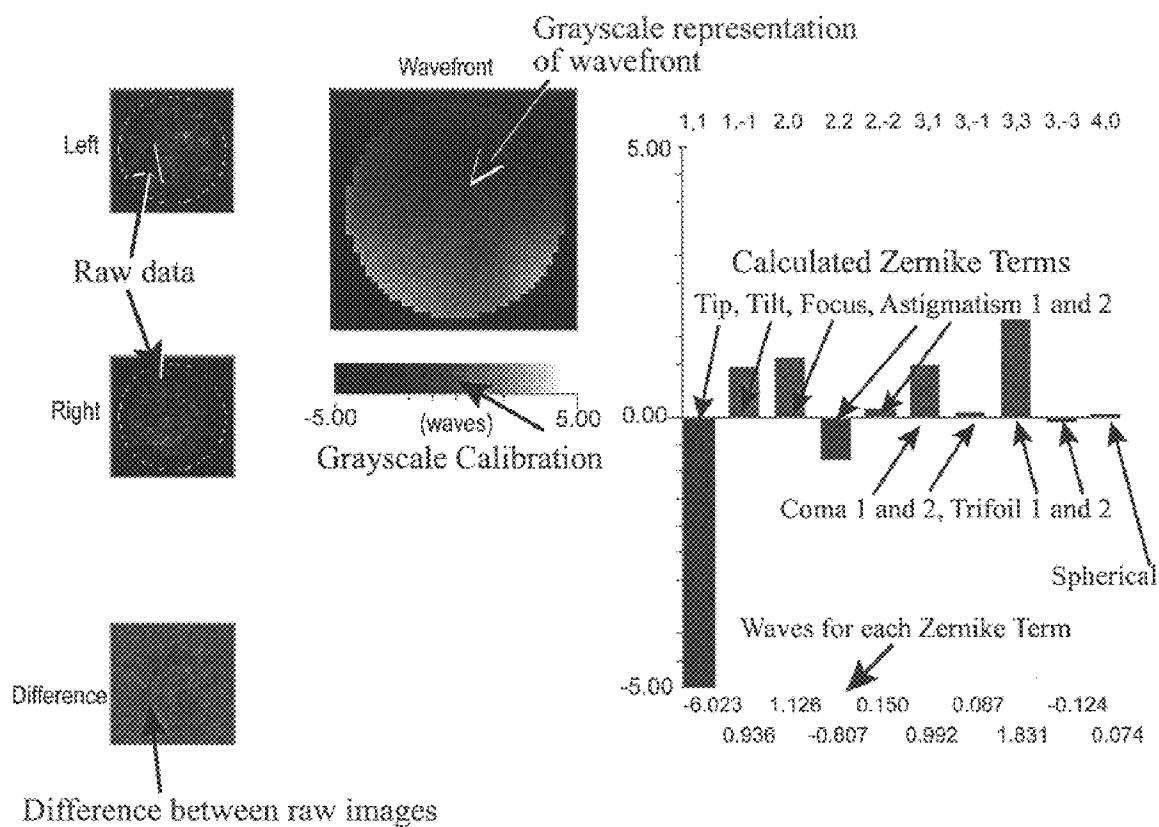 Grayscale representation
of wavefront
Wavefront
Left
Raw data
Right
-5.00
(waves)
5.00
Grayscale Calibration
Difference
Difference between raw images
1,1 1,-1 2,0 2,2 2,-2 3,1 3,-1 3,3 3,-3 4,0
5.00
Calculated Zernike Terms
Tip, Tilt, Focus, Astigmatism 1 and 2
0.00
Coma 1 and 2, Trifoil 1 and 2
Spherical
Waves for each Zernike Term
-5.00
-6.023 1.126 0.150 0.087 -0.124
0.936 -0.807 0.992 1.831 0.074